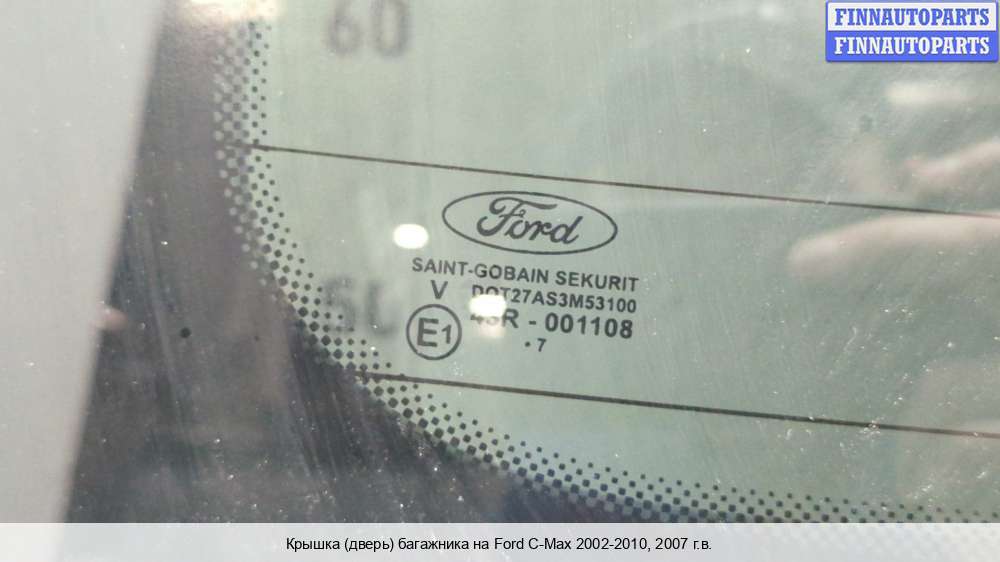 FINNAUTOPARTS
FINNAUTOPARTS
60
Ford
SAINT-GOBAIN SEKURIT
V
DOT27AS3M53100
E1
43R - 001108
. 7
Крышка (дверь) багажника на Ford C-Max 2002-2010, 2007 г.в.